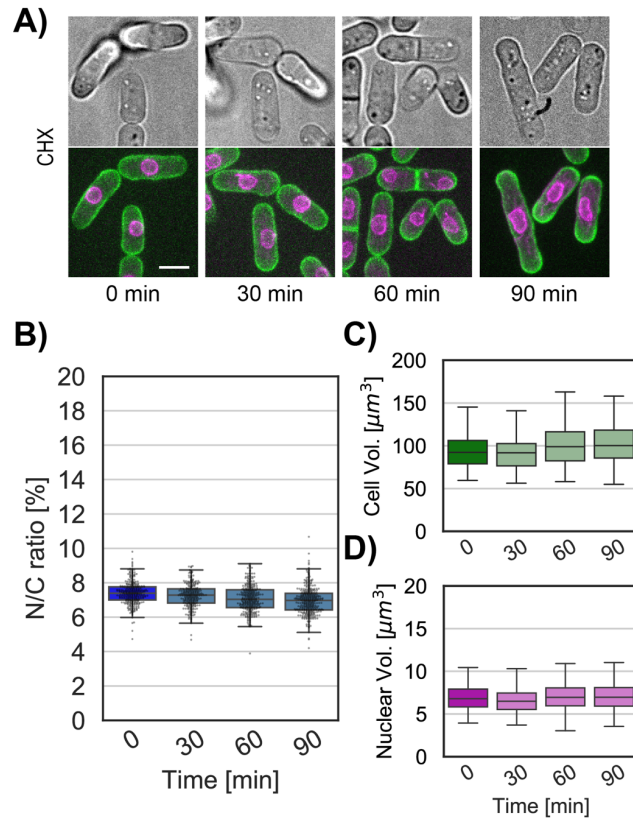 A)
CHX
0 min 30 min 60 min 90 min
B)
N/C ratio [%]
20
18
16
14
12
10
8
6
4
2
0
0 30 60 90
Time [min]
C)
Cell Vol. [μm³]
200
150
100
50
0
0 30 60 90
D)
Nuclear Vol. [μm³]
20
15
10
5
0
0 30 60 90
Time [min]